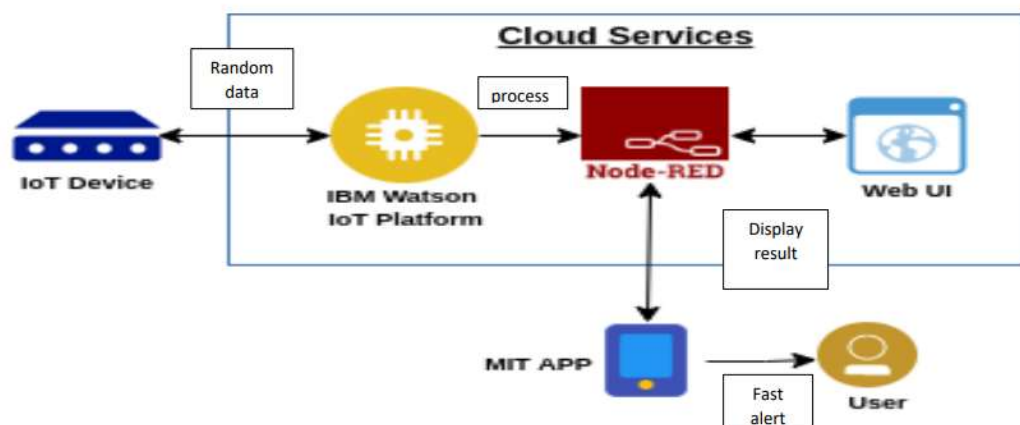 Cloud Services
Random
data
process
IoT Device
IBM Watson
IoT Platform
Node-RED
Web UI
Display
result
MIT APP
Fast
alert
User